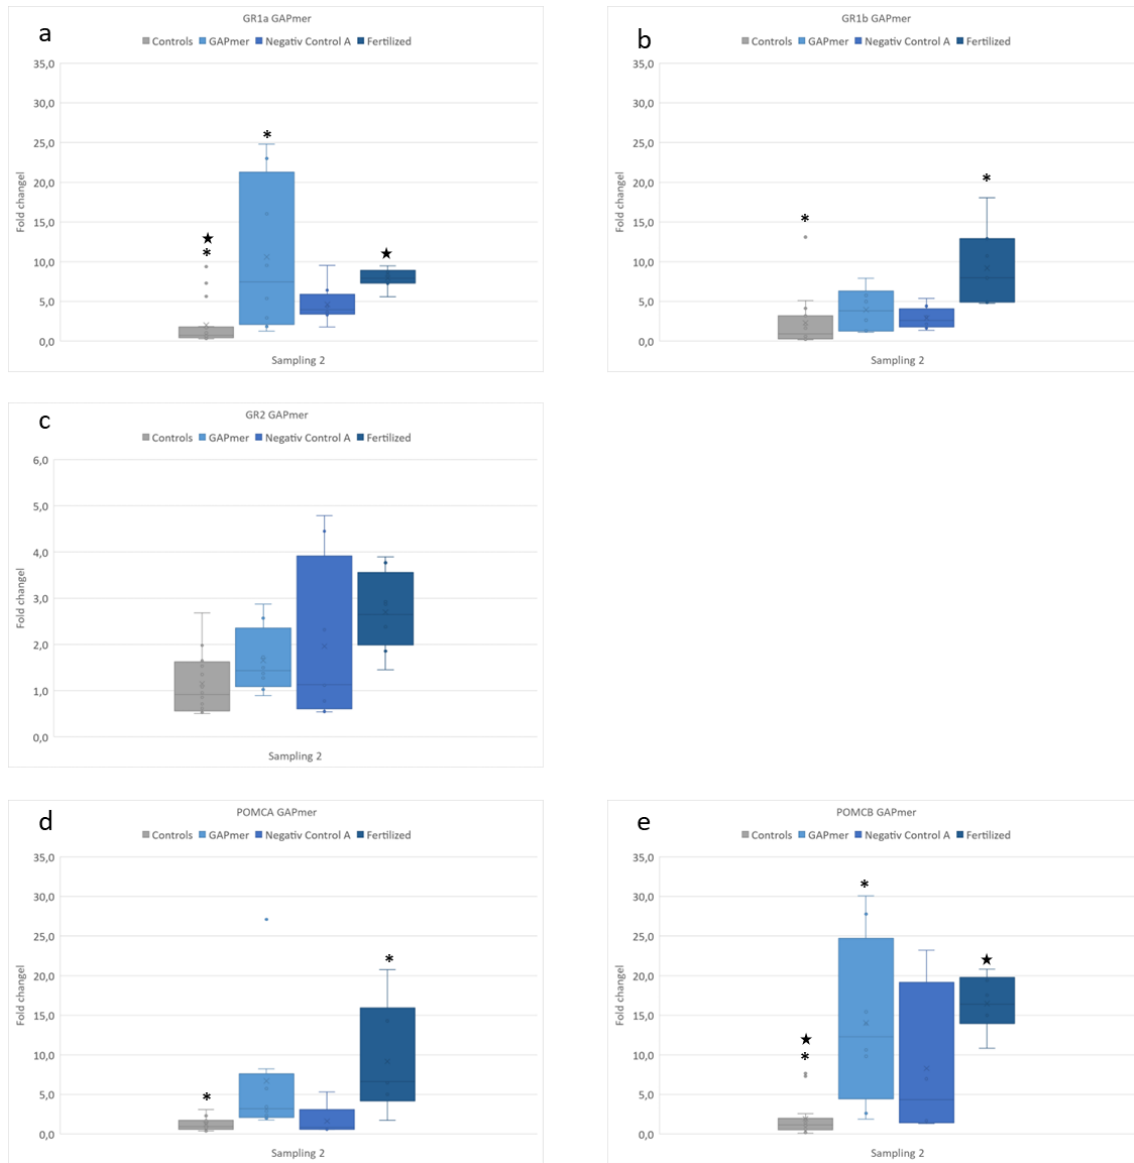 a
GR1a GAPmer
Controls GAPmer Negativ Control A Fertilized
35,0
30,0
25,0
20,0
15,0
10,0
5,0
0,0
Fold changel
* ★ * ★
Sampling 2
b
GR1b GAPmer
Controls GAPmer Negativ Control A Fertilized
35,0
30,0
25,0
20,0
15,0
10,0
5,0
0,0
Fold changel
* *
Sampling 2
c
GR2 GAPmer
Controls GAPmer Negativ Control A Fertilized
6,0
5,0
4,0
3,0
2,0
1,0
0,0
Fold changel
Sampling 2
d
POMCA GAPmer
Controls GAPmer Negativ Control A Fertilized
35,0
30,0
25,0
20,0
15,0
10,0
5,0
0,0
Fold changel
* *
Sampling 2
e
POMCB GAPmer
Controls GAPmer Negativ Control A Fertilized
35,0
30,0
25,0
20,0
15,0
10,0
5,0
0,0
Fold changel
* ★ ★ *
Sampling 2